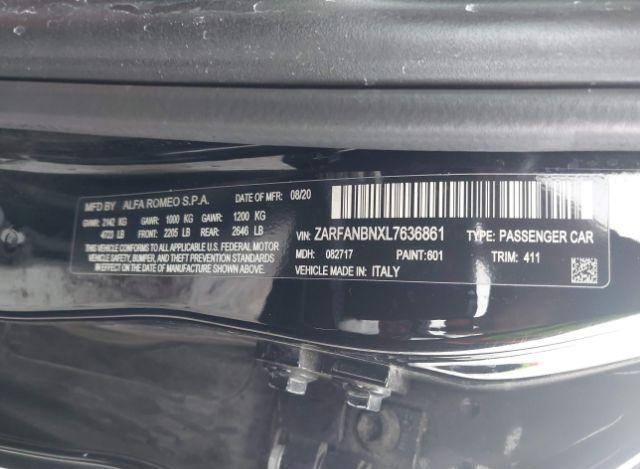 MFD BY ALFA ROMEO S.P.A. DATE OF MFR: 08/20
GVWR: 2142 KG GAWR: 1000 KG GAWR: 1200 KG
4723 LB FRONT: 2205 LB REAR: 2646 LB
THIS VEHICLE CONFORMS TO ALL APPLICABLE U.S. FEDERAL MOTOR
VEHICLE SAFETY, BUMPER, AND THEFT PREVENTION STANDARDS
IN EFFECT ON THE DATE OF MANUFACTURE SHOWN ABOVE.
VIN: ZARFANBNXL7636861 TYPE: PASSENGER CAR
MDH: 082717 PAINT:601 TRIM: 411
VEHICLE MADE IN: ITALY